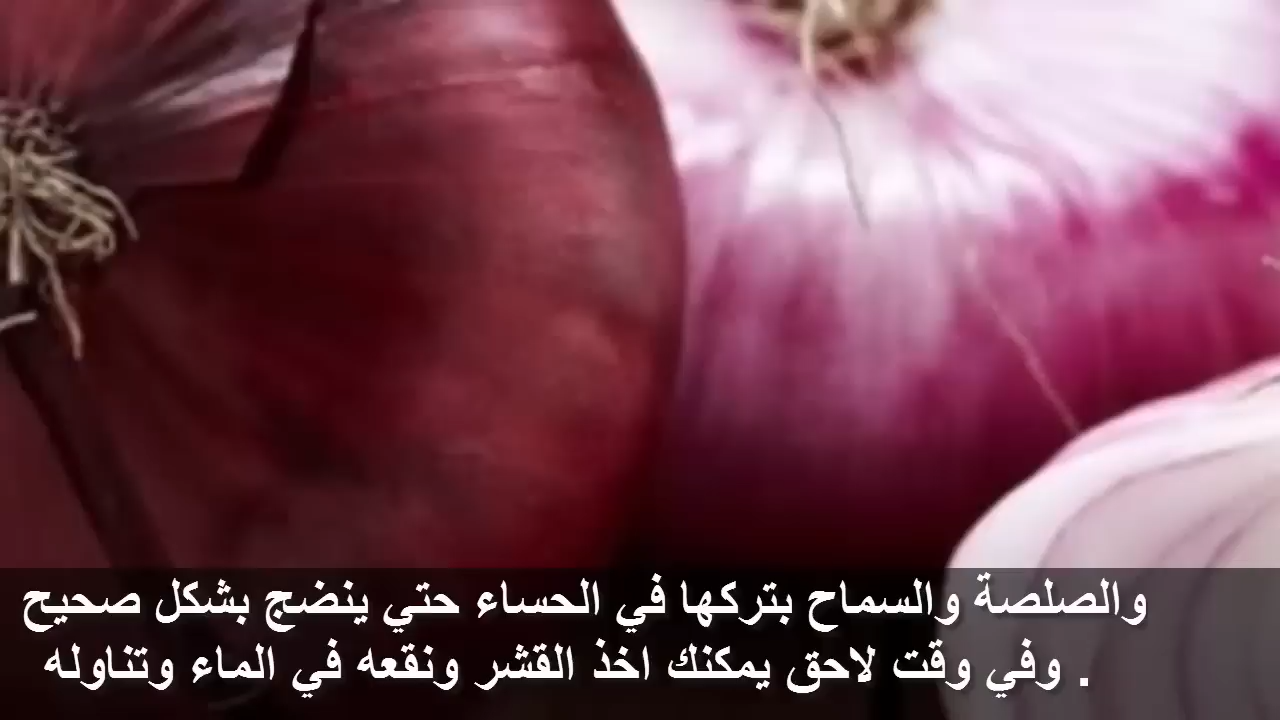 والصلصة والسماح بتركها في الحساء حتي ينضج بشكل صحيح
. وفي وقت لاحق يمكنك اخذ القشر ونقعه في الماء وتناوله